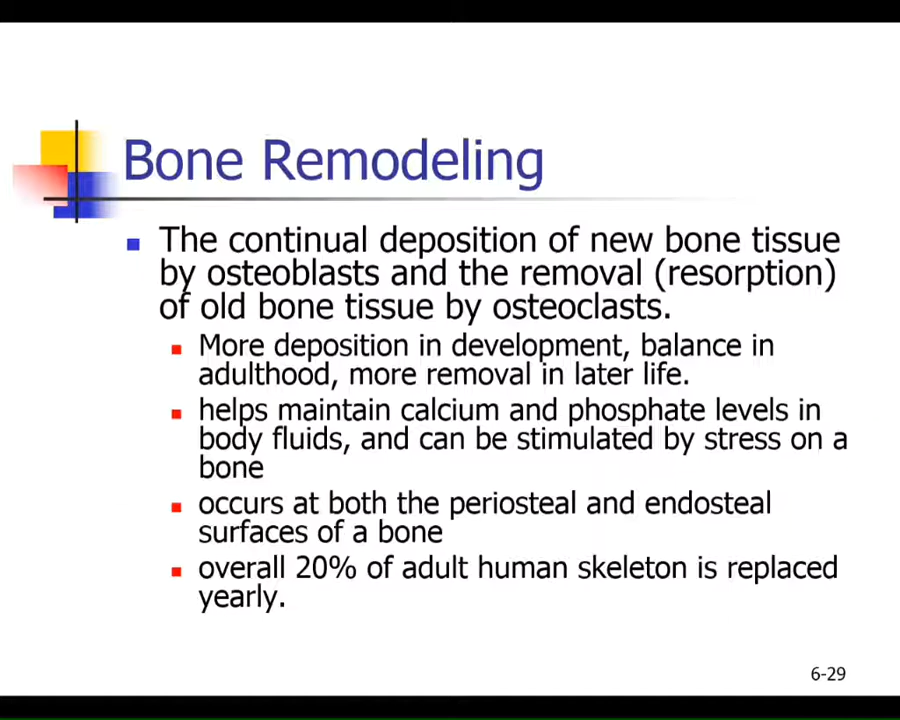 Bone Remodeling
The continual deposition of new bone tissue
by osteoblasts and the removal (resorption)
of old bone tissue by osteoclasts.
More deposition in development, balance in
adulthood, more removal in later life.
helps maintain calcium and phosphate levels in
body fluids, and can be stimulated by stress on a
bone
occurs at both the periosteal and endosteal
surfaces of a bone
overall 20% of adult human skeleton is replaced
yearly.
6-29